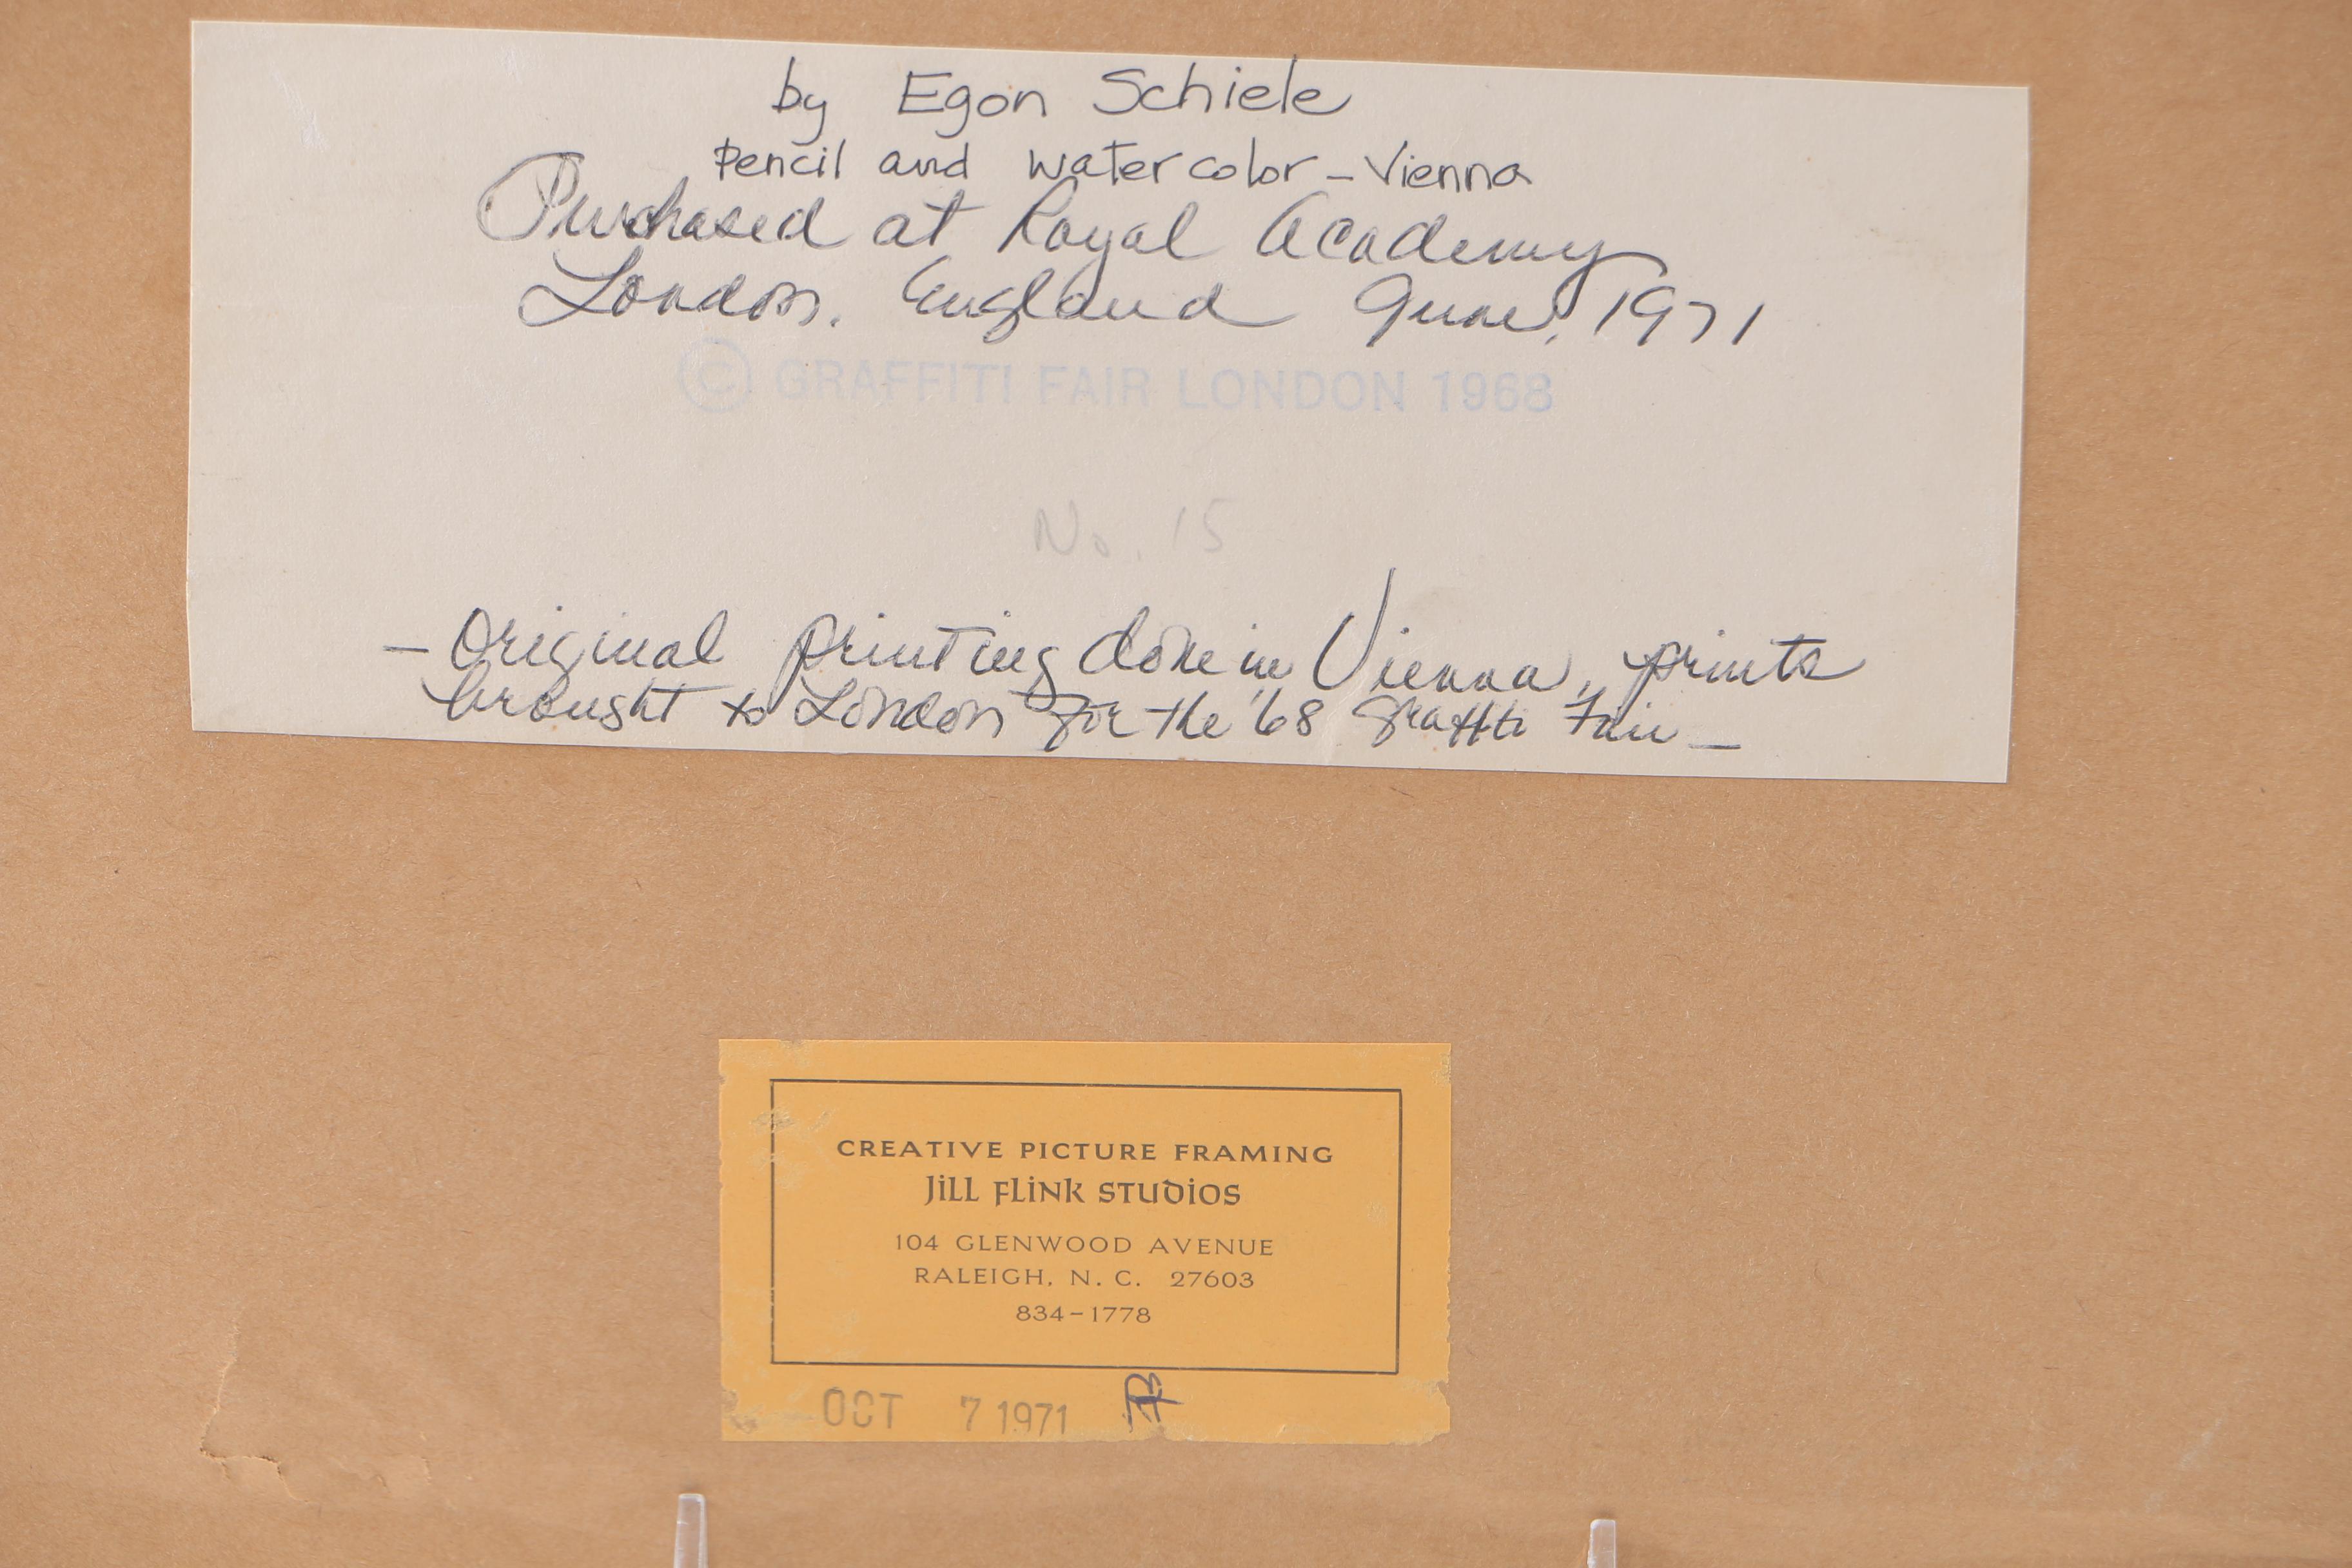 by Egon Schiele
Pencil and watercolor - Vienna
Purchased at Royal Academy
London, England June, 1971
© GRAFFITI FAIR LONDON 1968
No. 15
- Original printing done in Vienna, prints
brought to London for the '68 Graffiti Fair -
CREATIVE PICTURE FRAMING
JILL FLINK STUDIOS
104 GLENWOOD AVENUE
RALEIGH, N. C. 27603
834-1778
OCT 7 1971